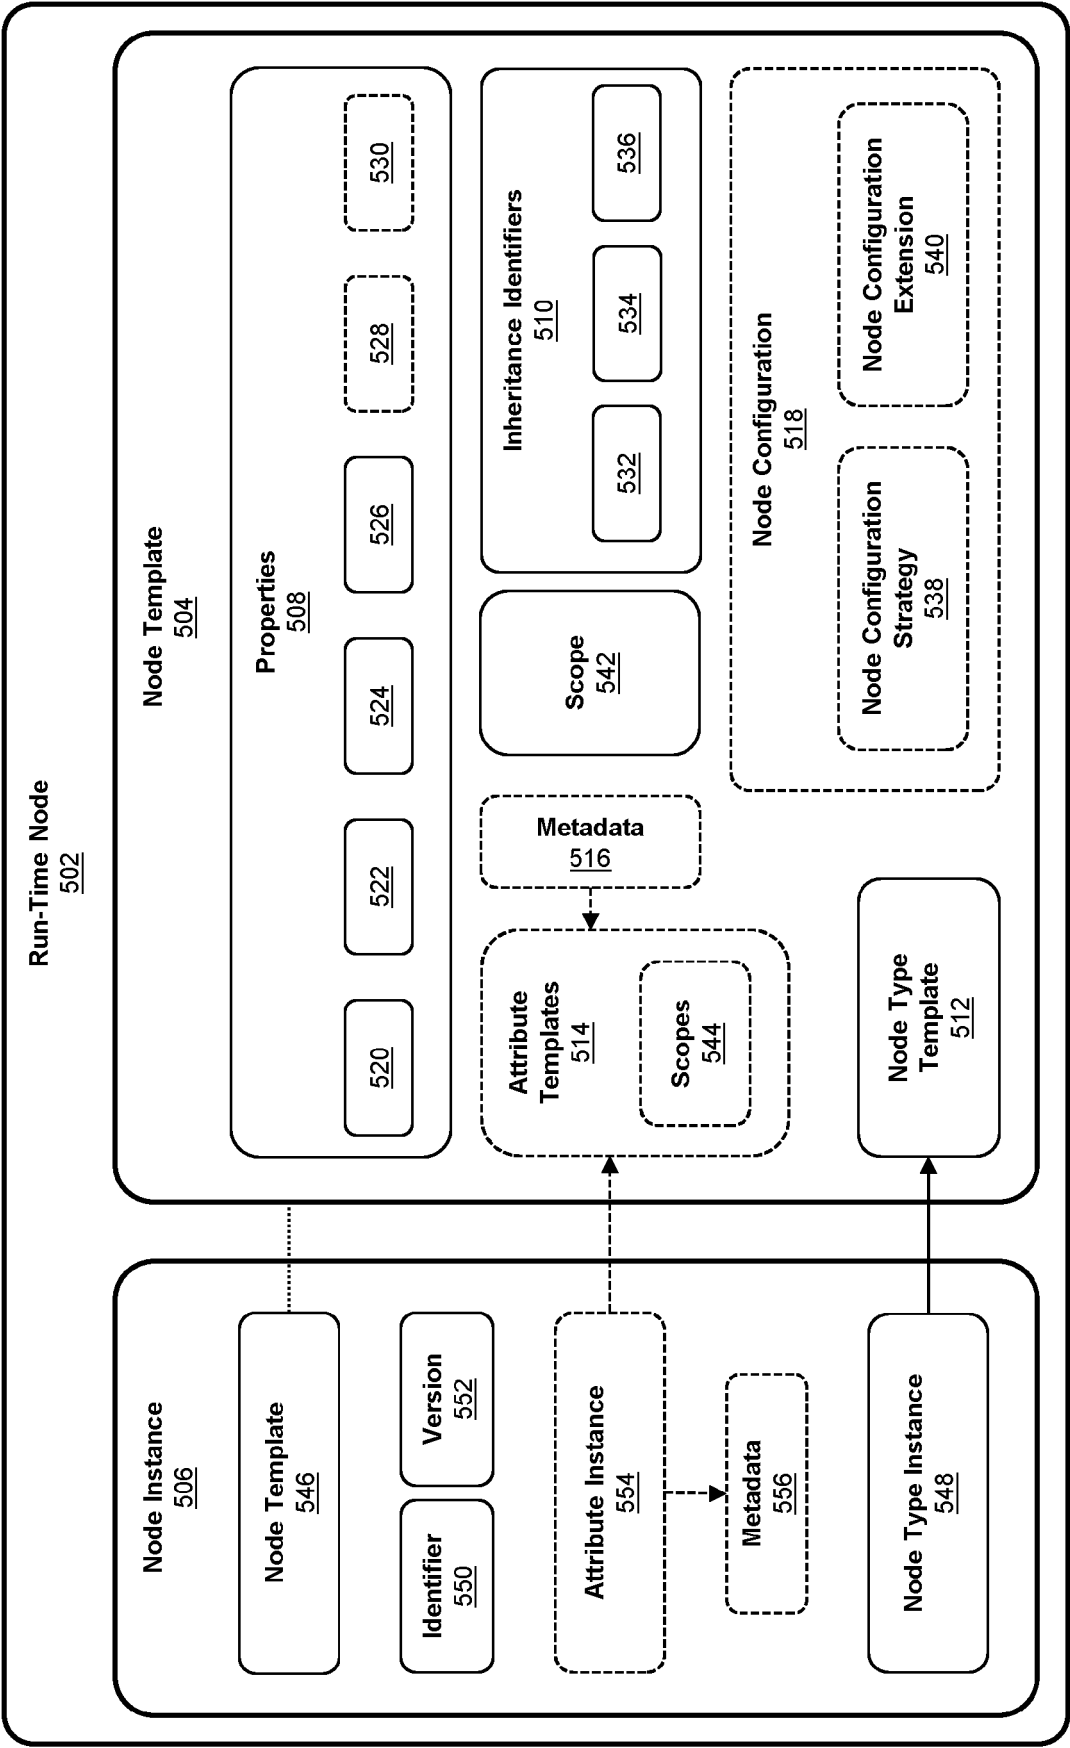 Run-Time Node
502
Node Instance
506
Node Template
546
Identifier
550
Version
552
Attribute Instance
554
Metadata
556
Node Type Instance
548
Node Template
504
Properties
508
520
522
524
526
528
530
Attribute
Templates
514
Scopes
544
Metadata
516
Scope
542
Inheritance Identifiers
510
532
534
536
Node Type
Template
512
Node Configuration
518
Node Configuration
Strategy
538
Node Configuration
Extension
540